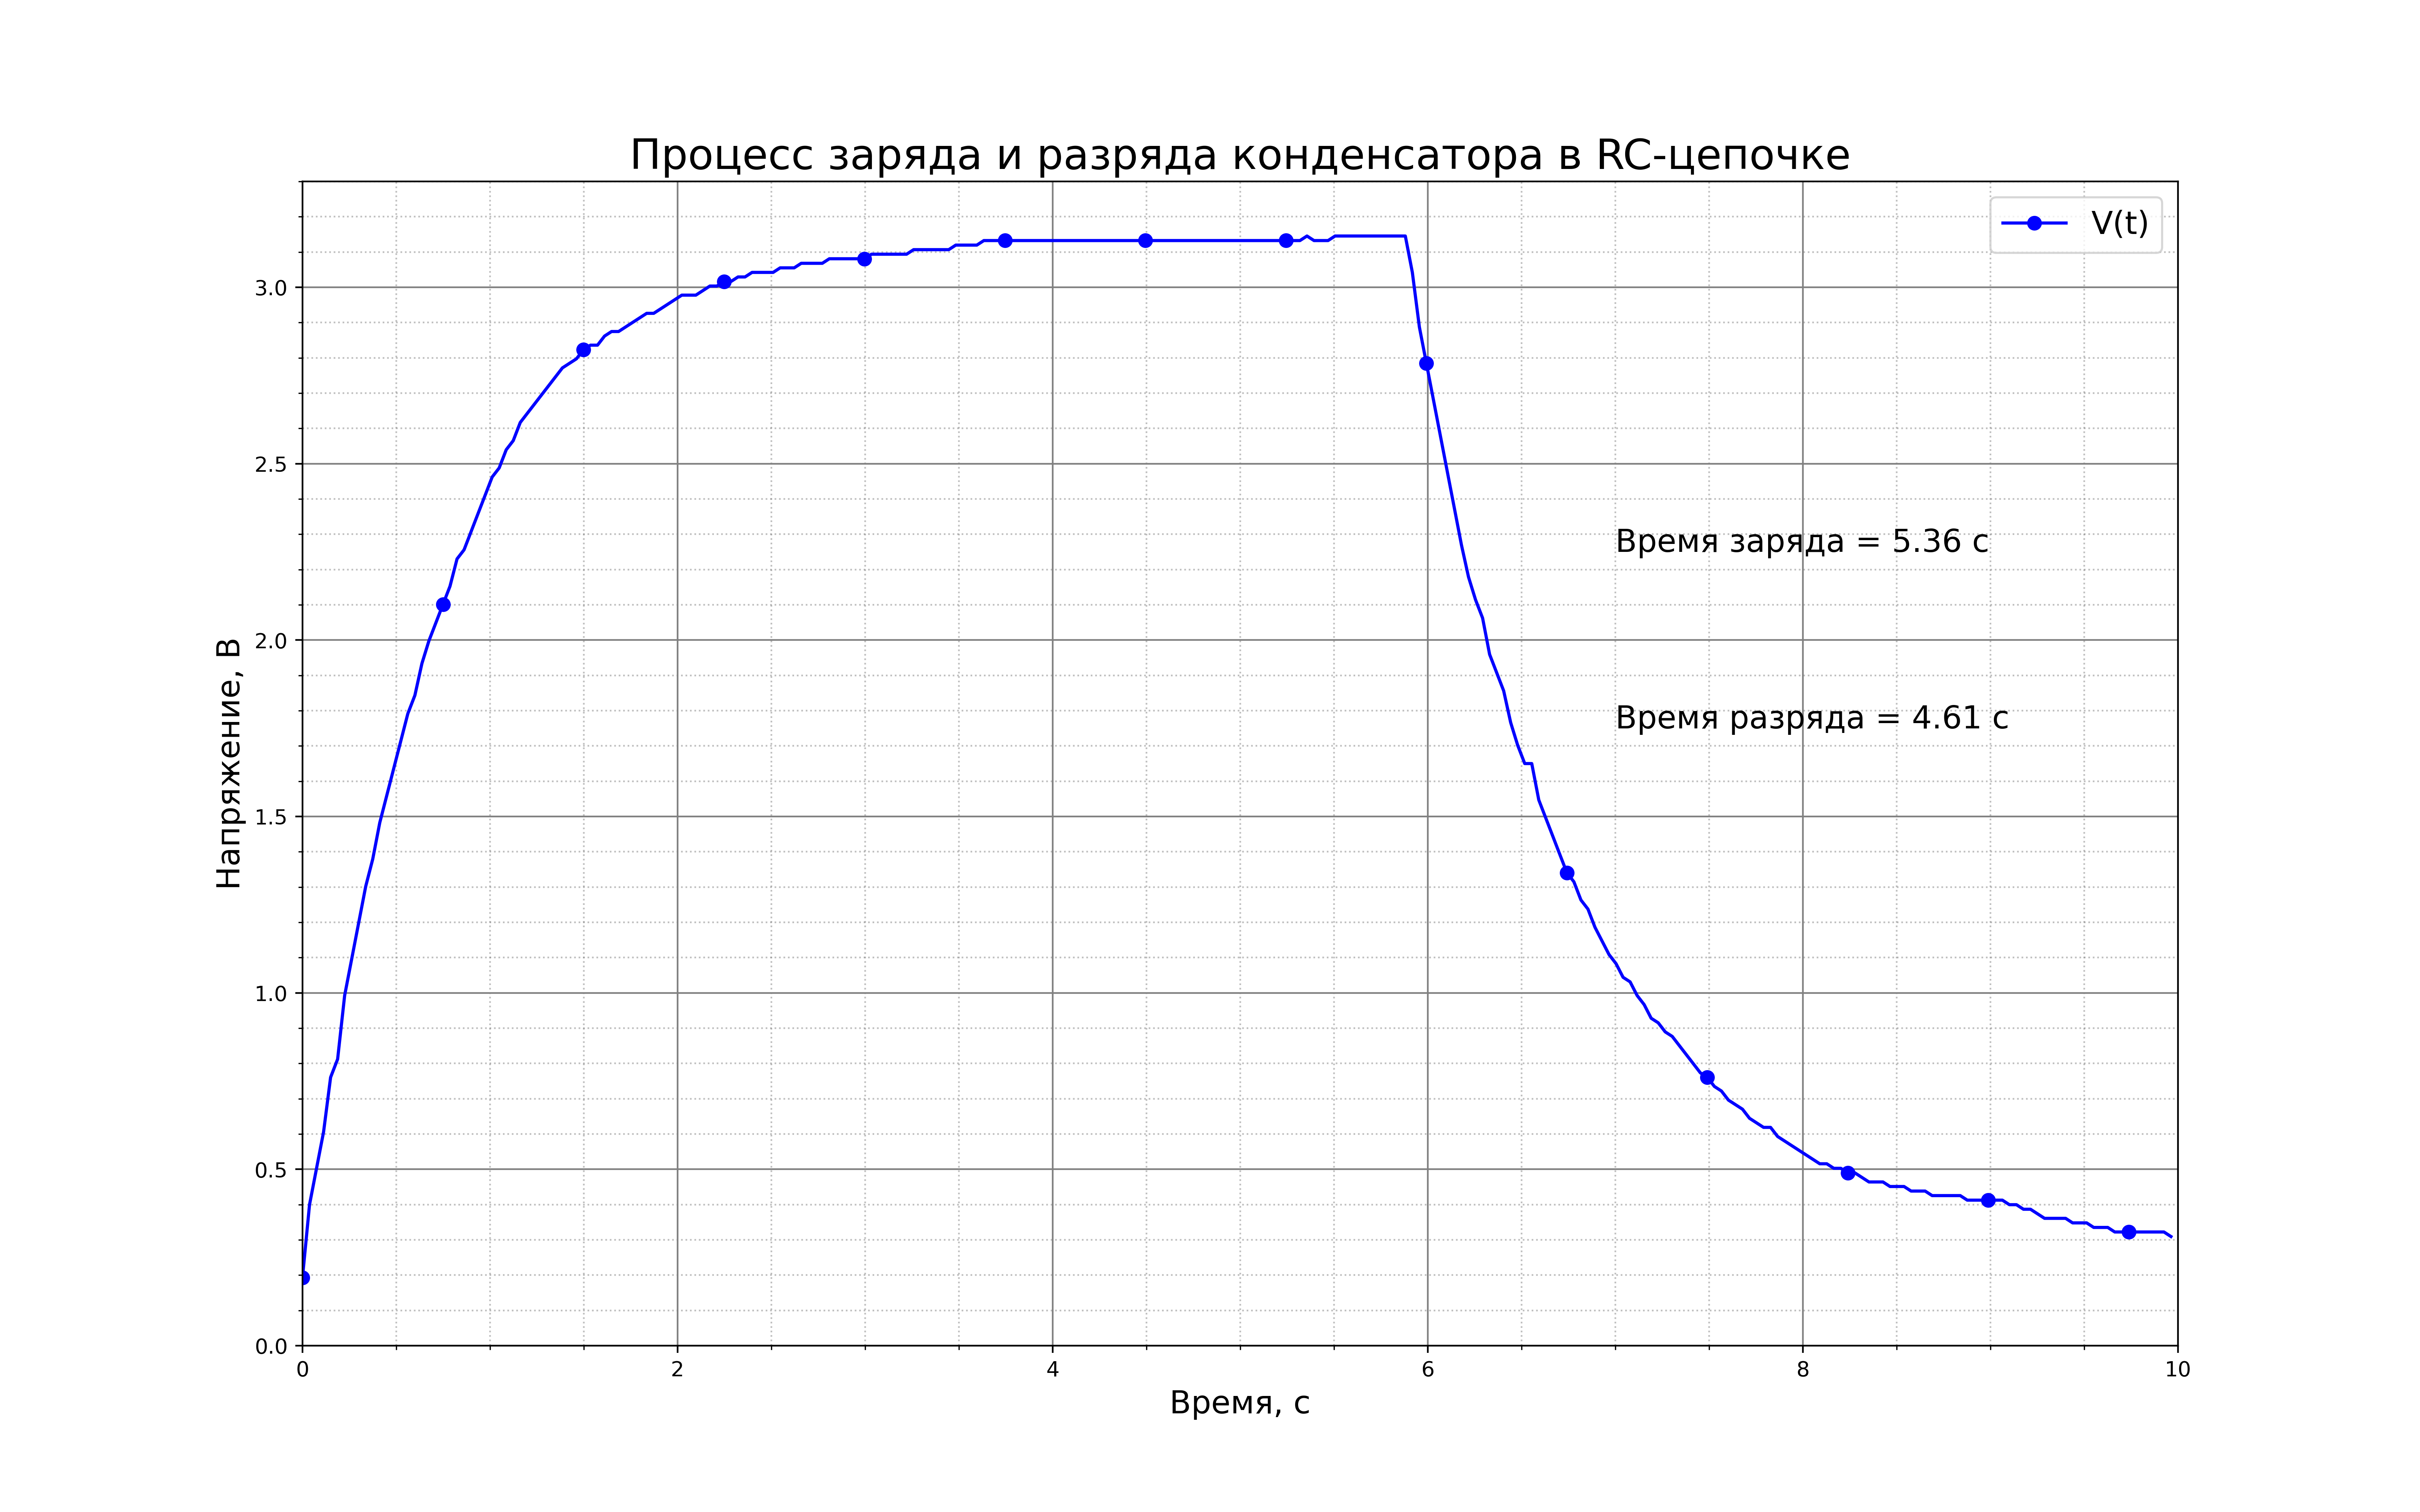 Процесс заряда и разряда конденсатора в RC-цепочке
V(t)
Напряжение, В
3.0
2.5
2.0
1.5
1.0
0.5
0.0
Время заряда = 5.36 с
Время разряда = 4.61 с
0 2 4 6 8 10
Время, с